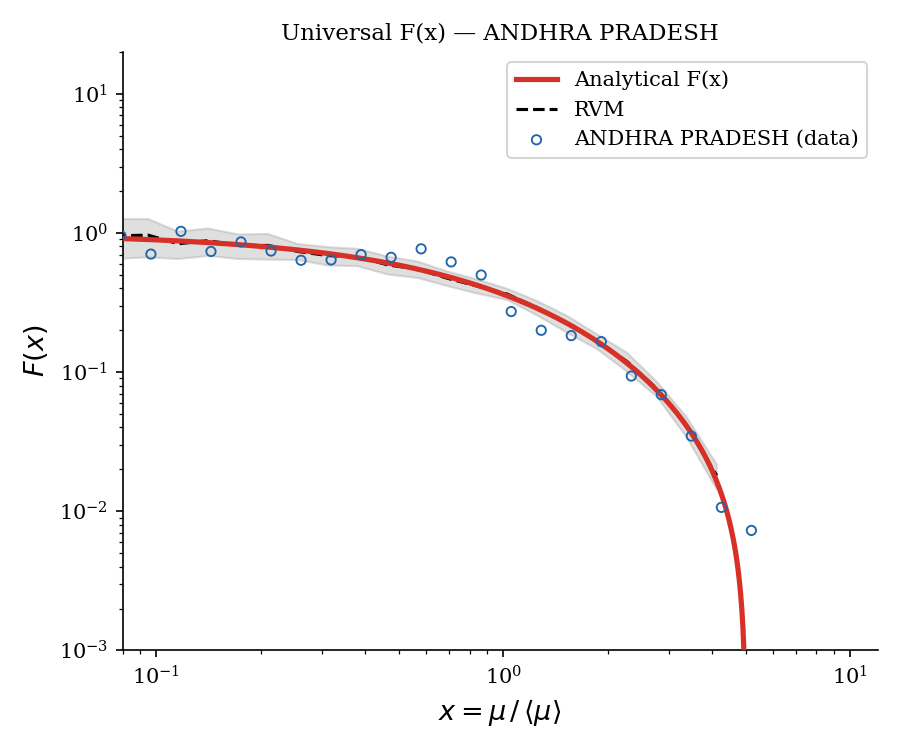 Universal F(x) — ANDHRA PRADESH
Analytical F(x)
RVM
ANDHRA PRADESH (data)
10¹
10⁰
10⁻¹
10⁻²
10⁻³
F(x)
10⁻¹
10⁰
10¹
x = μ / ⟨μ⟩